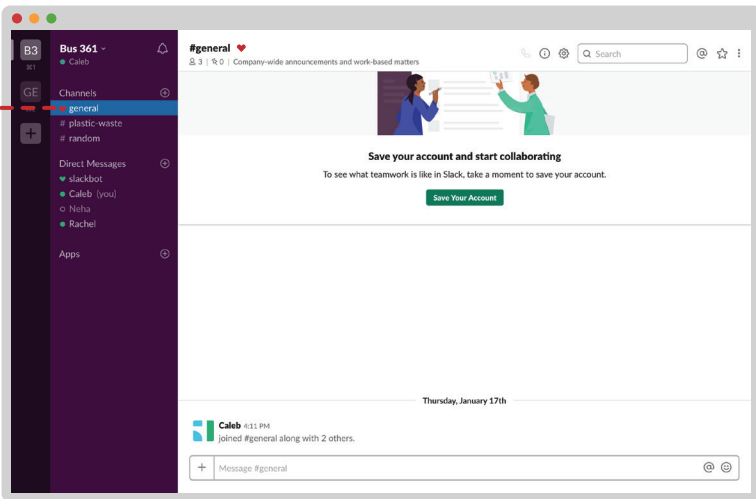 B3
⌘1
GE
Bus 361
Caleb
Channels
general
# plastic-waste
# random
Direct Messages
slackbot
Caleb (you)
Neha
Rachel
Apps
#general
3 | 0 | Company-wide announcements and work-based matters
Search
Save your account and start collaborating
To see what teamwork is like in Slack, take a moment to save your account.
Save Your Account
Thursday, January 17th
Caleb 4:11 PM
joined #general along with 2 others.
Message #general